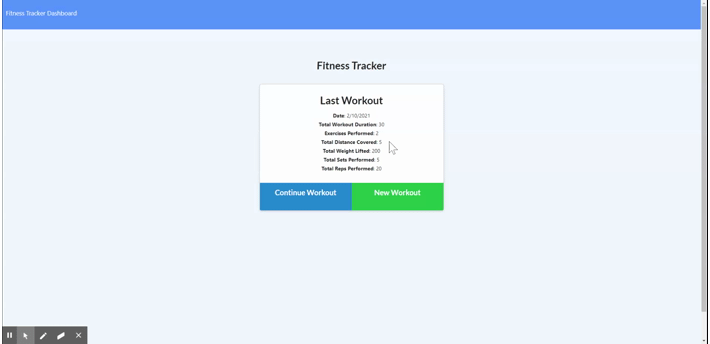 Fitness Tracker Dashboard
Fitness Tracker
Last Workout
Date: 2/10/2021
Total Workout Duration: 30
Exercises Performed: 2
Total Distance Covered: 5
Total Weight Lifted: 200
Total Sets Performed: 5
Total Reps Performed: 20
Continue Workout New Workout